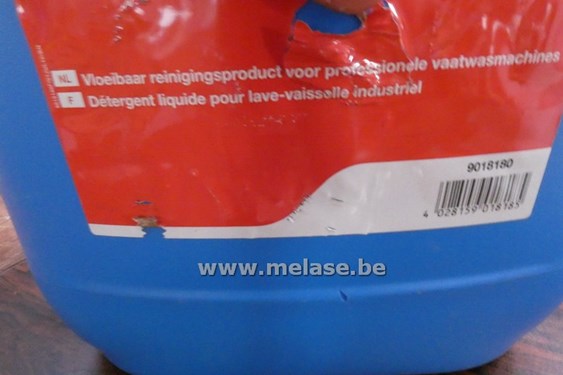 NL Vloeibaar reinigingsproduct voor professionele vaatwasmachines
F Détergent liquide pour lave-vaisselle industriel
9018180
4 028159 018185
www.melase.be